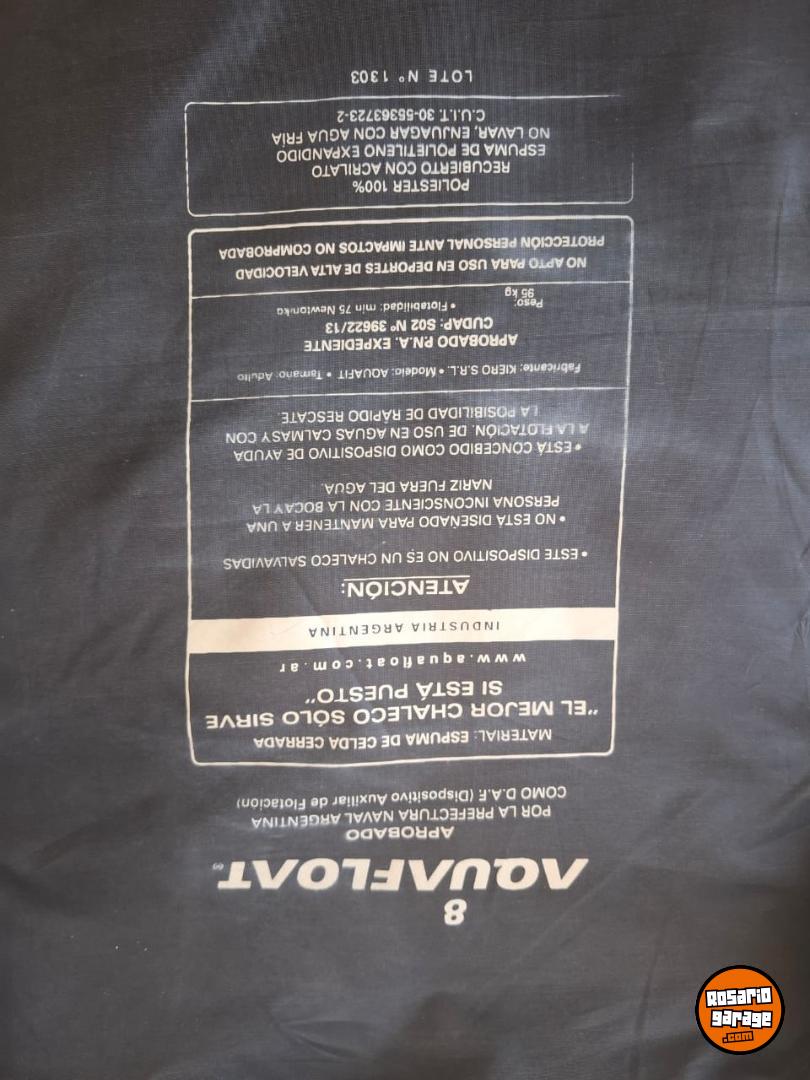 8
AQUAFLOAT
APROBADO
POR LA PREFECTURA NAVAL ARGENTINA
COMO D.A.F. (Dispositivo Auxiliar de Flotación)
MATERIAL: ESPUMA DE CELDA CERRADA
"EL MEJOR CHALECO SÓLO SIRVE
SI ESTÁ PUESTO"
www.aquafloat.com.ar
INDUSTRIA ARGENTINA
ATENCIÓN:
• ESTE DISPOSITIVO NO ES UN CHALECO SALVAVIDAS
• NO ESTA DISEÑADO PARA MANTENER A UNA
PERSONA INCONSCIENTE CON LA BOCA Y LA
NARIZ FUERA DEL AGUA.
• ESTÁ CONCEBIDO COMO DISPOSITIVO DE AYUDA
A LA FLOTACIÓN. DE USO EN AGUAS CALMAS Y CON
LA POSIBILIDAD DE RÁPIDO RESCATE.
Fabricante: KIERO S.R.L. • Modelo: AQUAFIT • Tamaño: Adulto
APROBADO P.N.A. EXPEDIENTE
CUDAP: S02 Nº 39622/13
Peso: • Flotabilidad: min 75 Newtons
95 kg
NO APTO PARA USO EN DEPORTES DE ALTA VELOCIDAD
PROTECCIÓN PERSONAL ANTE IMPACTOS NO COMPROBADA
POLIESTER 100%
RECUBIERTO CON ACRILATO
ESPUMA DE POLIETILENO EXPANDIDO
NO LAVAR, ENJUAGAR CON AGUA FRÍA
C.U.I.T. 30-55363723-2
LOTE Nº 1303
Rosario
garage
.com